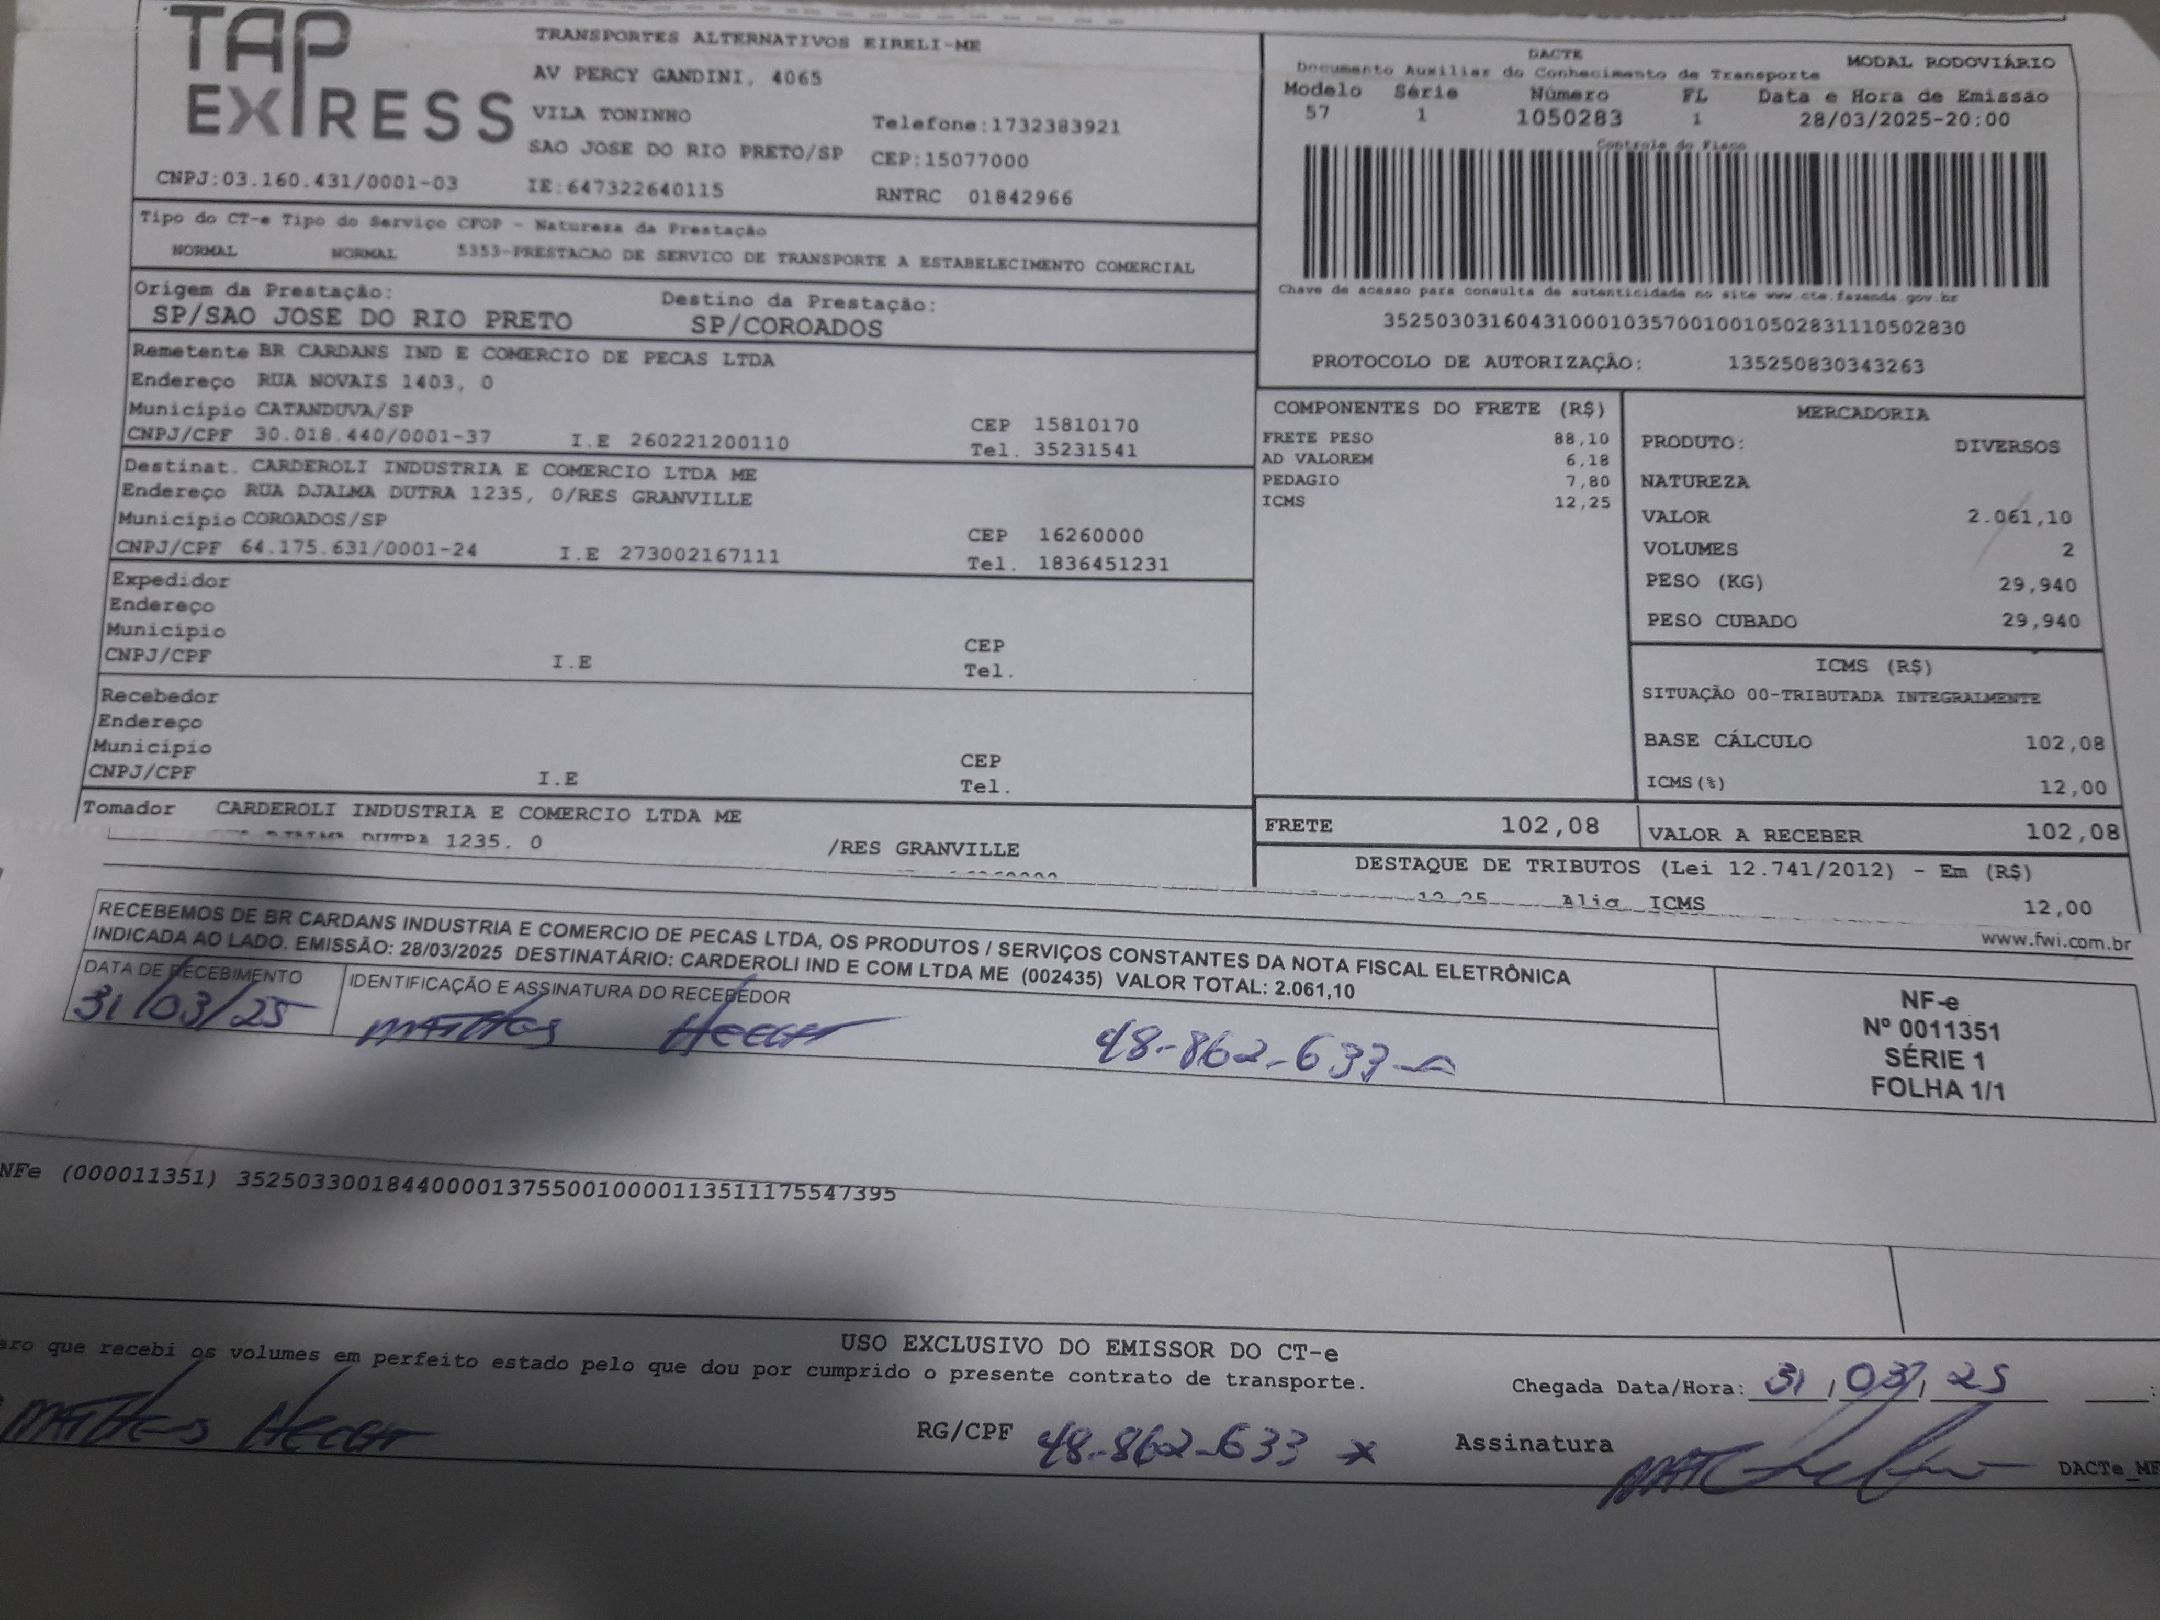 TAP EXPRESS
TRANSPORTES ALTERNATIVOS EIRELI-ME
AV PERCY GANDINI, 4065
VILA TONINHO
Telefone:1732383921
SAO JOSE DO RIO PRETO/SP CEP:15077000
CNPJ:03.160.431/0001-03 IE:647322640115 RNTRC 01842966
Tipo do CT-e Tipo do Serviço CFOP - Natureza da Prestação
NORMAL NORMAL 5353-PRESTACAO DE SERVICO DE TRANSPORTE A ESTABELECIMENTO COMERCIAL
Origem da Prestação: Destino da Prestação:
SP/SAO JOSE DO RIO PRETO SP/COROADOS
Remetente BR CARDANS IND E COMERCIO DE PECAS LTDA
Endereço RUA NOVAIS 1403, 0
Município CATANDUVA/SP CEP 15810170
CNPJ/CPF 30.018.440/0001-37 I.E 260221200110 Tel. 35231541
Destinat. CARDEROLI INDUSTRIA E COMERCIO LTDA ME
Endereço RUA DJALMA DUTRA 1235, 0/RES GRANVILLE
Município COROADOS/SP CEP 16260000
CNPJ/CPF 64.175.631/0001-24 I.E 273002167111 Tel. 1836451231
Expedidor
Endereço
Município CEP
CNPJ/CPF I.E Tel.
Recebedor
Endereço
Município CEP
CNPJ/CPF I.E Tel.
Tomador CARDEROLI INDUSTRIA E COMERCIO LTDA ME
DJALMA DUTRA 1235, 0 /RES GRANVILLE
DACTE MODAL RODOVIÁRIO
Documento Auxiliar do Conhecimento de Transporte
Modelo Série Número FL Data e Hora de Emissão
57 1 1050283 1 28/03/2025-20:00
Controle do Fisco
Chave de acesso para consulta de autenticidade no site www.cte.fazenda.gov.br
35250303160431000103570010010502831110502830
PROTOCOLO DE AUTORIZAÇÃO: 135250830343263
COMPONENTES DO FRETE (R$)
FRETE PESO 88,10
AD VALOREM 6,18
PEDAGIO 7,80
ICMS 12,25
MERCADORIA
PRODUTO: DIVERSOS
NATUREZA
VALOR 2.061,10
VOLUMES 2
PESO (KG) 29,940
PESO CUBADO 29,940
ICMS (R$)
SITUAÇÃO 00-TRIBUTADA INTEGRALMENTE
BASE CÁLCULO 102,08
ICMS(%) 12,00
FRETE 102,08 VALOR A RECEBER 102,08
DESTAQUE DE TRIBUTOS (Lei 12.741/2012) - Em (R$)
12,25 Aliq. ICMS 12,00
www.fwi.com.br
RECEBEMOS DE BR CARDANS INDUSTRIA E COMERCIO DE PECAS LTDA, OS PRODUTOS / SERVIÇOS CONSTANTES DA NOTA FISCAL ELETRÔNICA
INDICADA AO LADO. EMISSÃO: 28/03/2025 DESTINATÁRIO: CARDEROLI IND E COM LTDA ME (002435) VALOR TOTAL: 2.061,10
DATA DE RECEBIMENTO IDENTIFICAÇÃO E ASSINATURA DO RECEBEDOR
31/03/25 48-862-633
NF-e
Nº 0011351
SÉRIE 1
FOLHA 1/1
NFe (000011351) 35250330018440000137550010000113511175547395
USO EXCLUSIVO DO EMISSOR DO CT-e
aro que recebi os volumes em perfeito estado pelo que dou por cumprido o presente contrato de transporte.
Chegada Data/Hora: 31/03/25 :
RG/CPF 48-862-633 x Assinatura
DACTe_MF